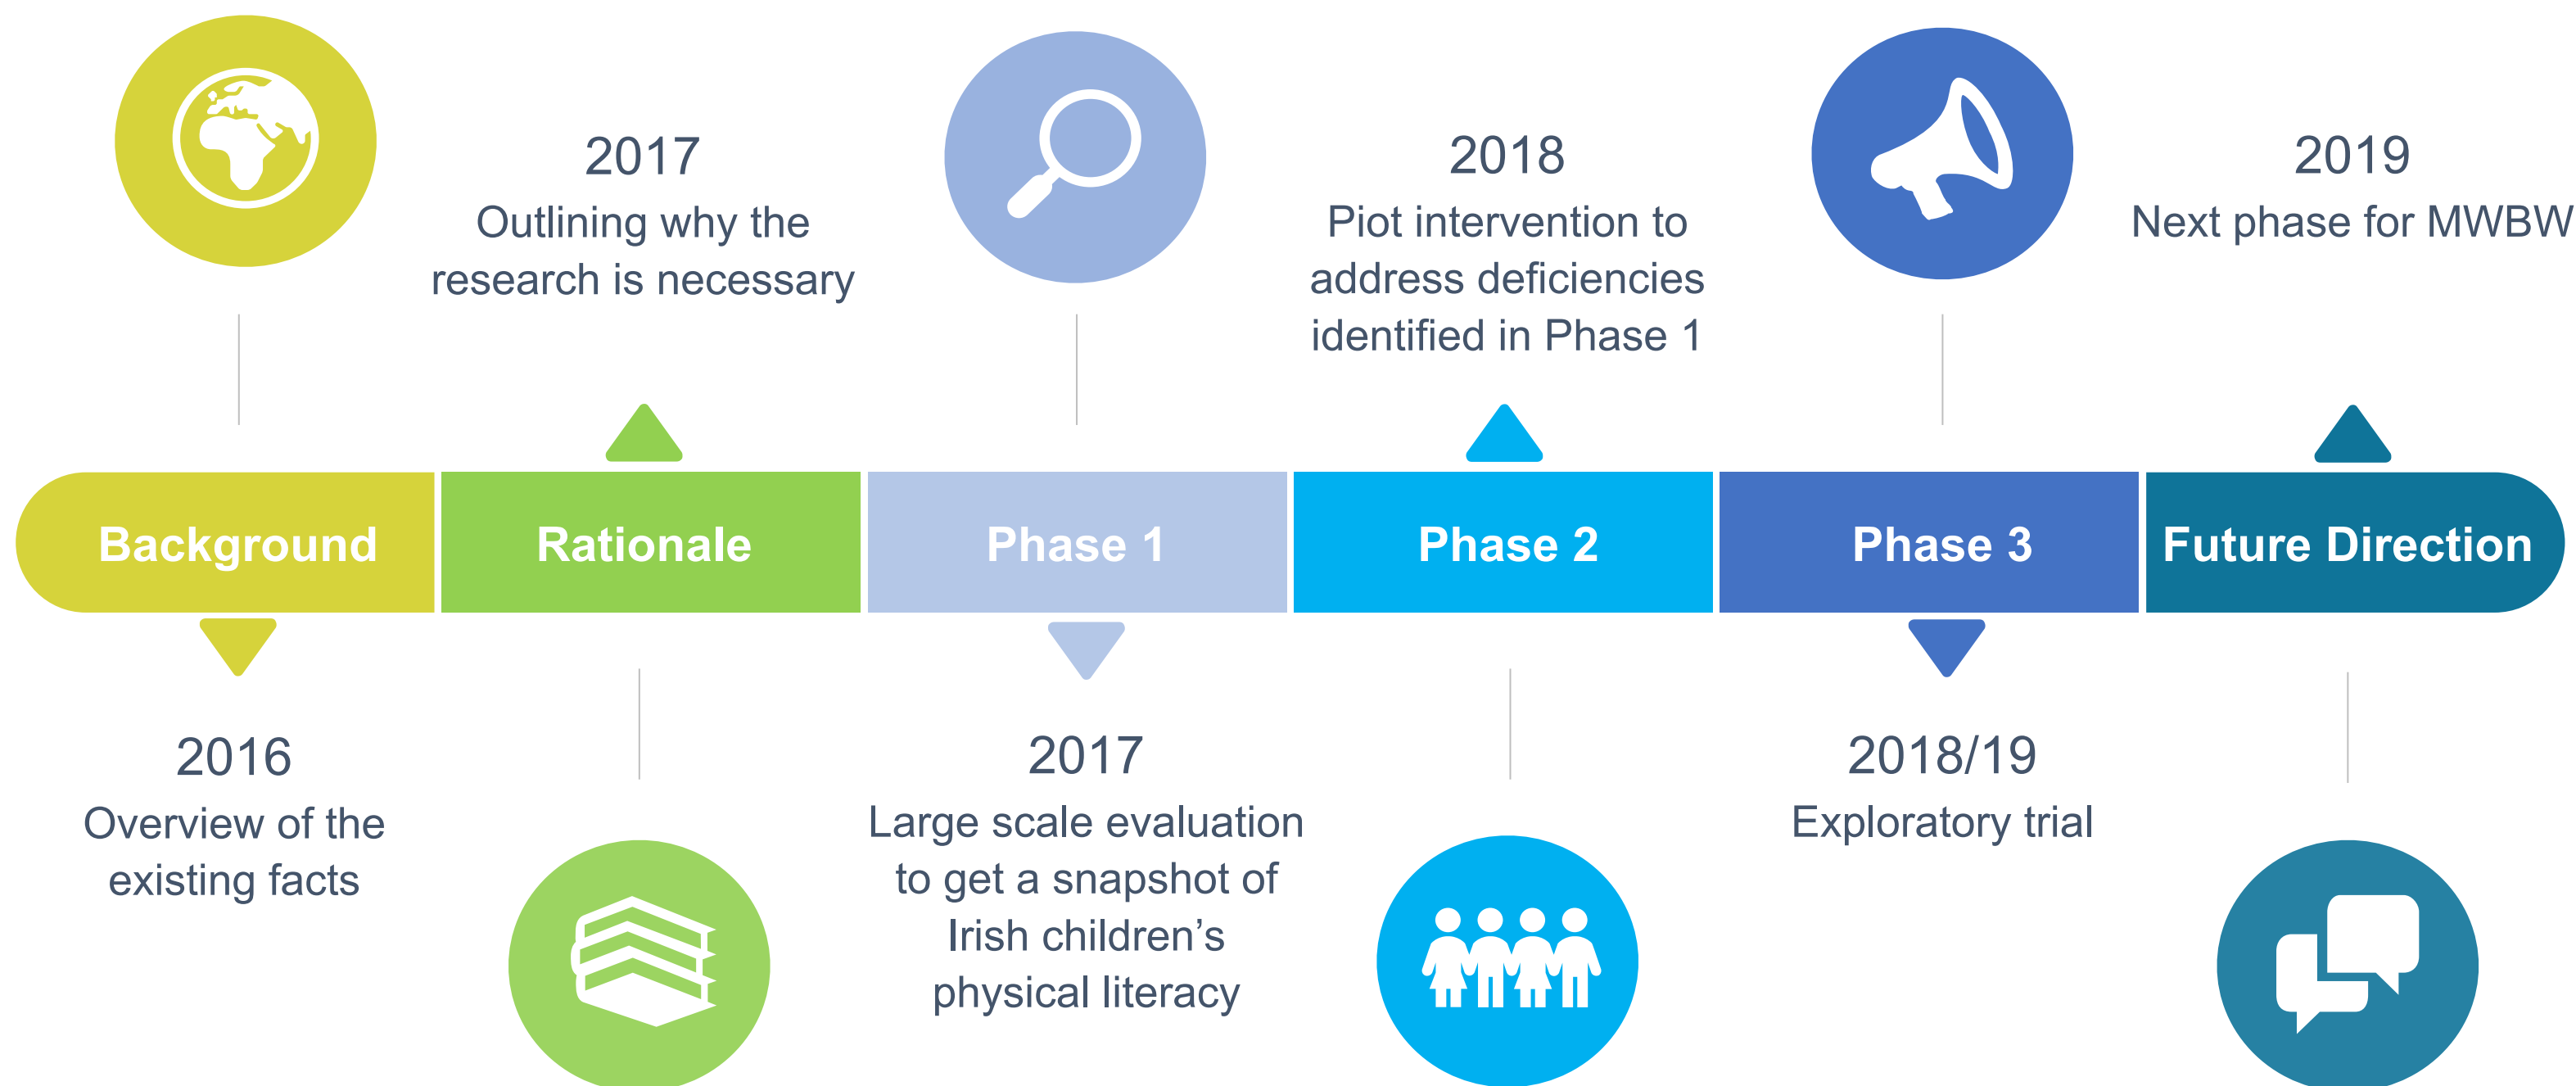 2017
Outlining why the
research is necessary
2018
Piot intervention to
address deficiencies
identified in Phase 1
2019
Next phase for MWBW
Background
Rationale
Phase 1
Phase 2
Phase 3
Future Direction
2016
Overview of the
existing facts
2017
Large scale evaluation
to get a snapshot of
Irish children’s
physical literacy
2018/19
Exploratory trial